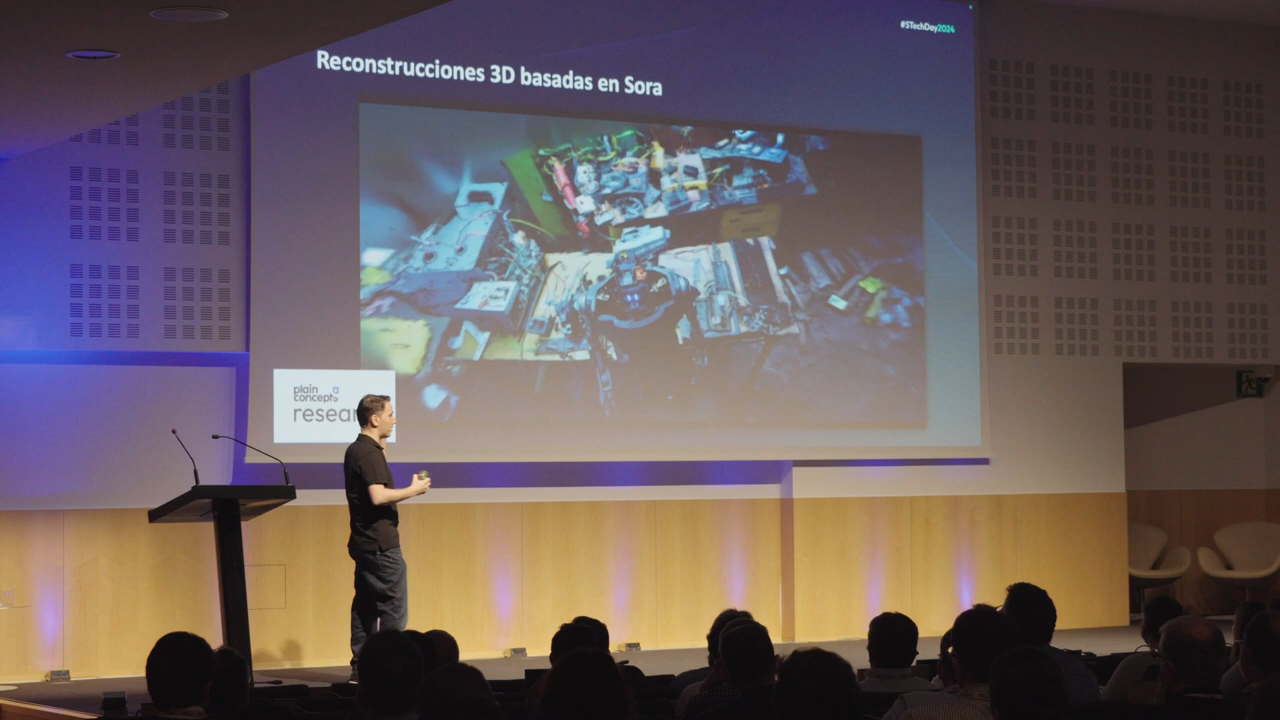 #STechDay2024
Reconstrucciones 3D basadas en Sora
plain
concepts
resear